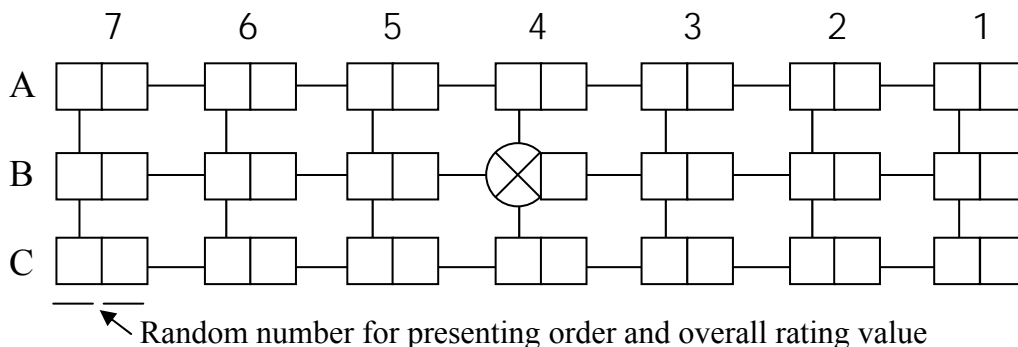 7 6 5 4 3 2 1
A
B
C
Random number for presenting order and overall rating value